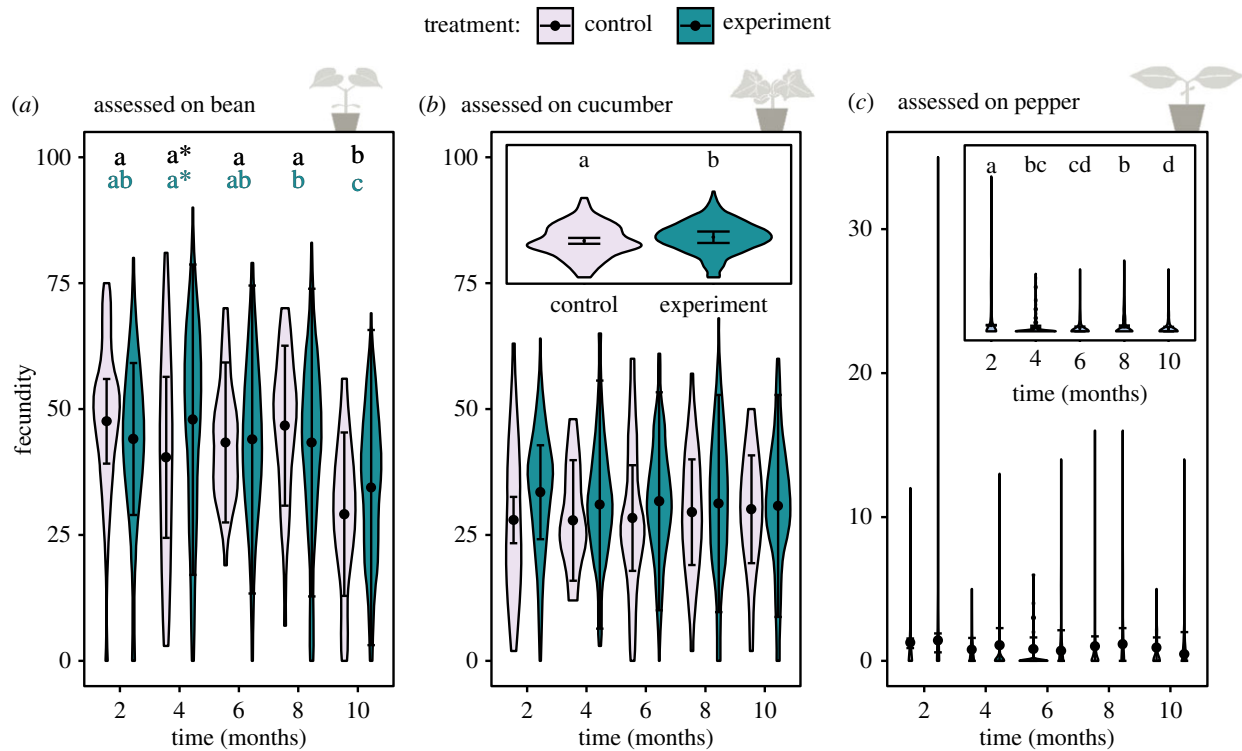 treatment: control experiment
(a) assessed on bean
(b) assessed on cucumber
(c) assessed on pepper
fecundity
100
75
50
25
0
a a* a a b
ab a* ab b c
2 4 6 8 10
time (months)
100
75
50
25
0
a b
control experiment
2 4 6 8 10
time (months)
30
20
10
0
a bc cd b d
2 4 6 8 10
time (months)
2 4 6 8 10
time (months)